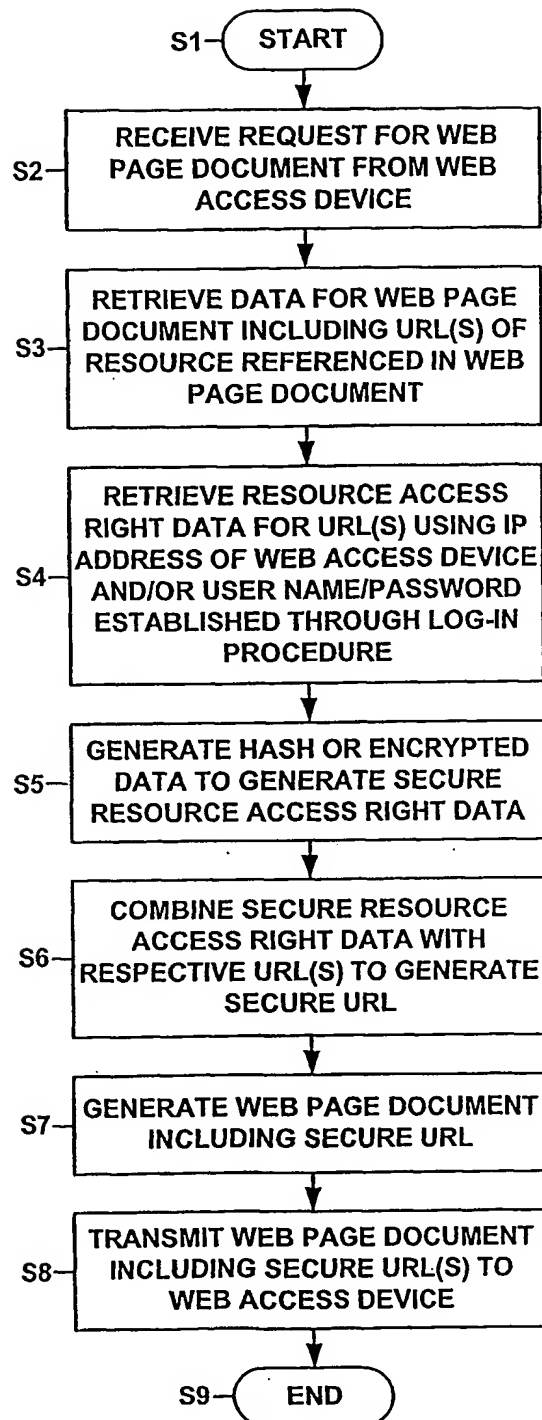 S1 START
S2 RECEIVE REQUEST FOR WEB
PAGE DOCUMENT FROM WEB
ACCESS DEVICE
S3 RETRIEVE DATA FOR WEB PAGE
DOCUMENT INCLUDING URL(S) OF
RESOURCE REFERENCED IN WEB
PAGE DOCUMENT
S4 RETRIEVE RESOURCE ACCESS
RIGHT DATA FOR URL(S) USING IP
ADDRESS OF WEB ACCESS DEVICE
AND/OR USER NAME/PASSWORD
ESTABLISHED THROUGH LOG-IN
PROCEDURE
S5 GENERATE HASH OR ENCRYPTED
DATA TO GENERATE SECURE
RESOURCE ACCESS RIGHT DATA
S6 COMBINE SECURE RESOURCE
ACCESS RIGHT DATA WITH
RESPECTIVE URL(S) TO GENERATE
SECURE URL
S7 GENERATE WEB PAGE DOCUMENT
INCLUDING SECURE URL
S8 TRANSMIT WEB PAGE DOCUMENT
INCLUDING SECURE URL(S) TO
WEB ACCESS DEVICE
S9 END